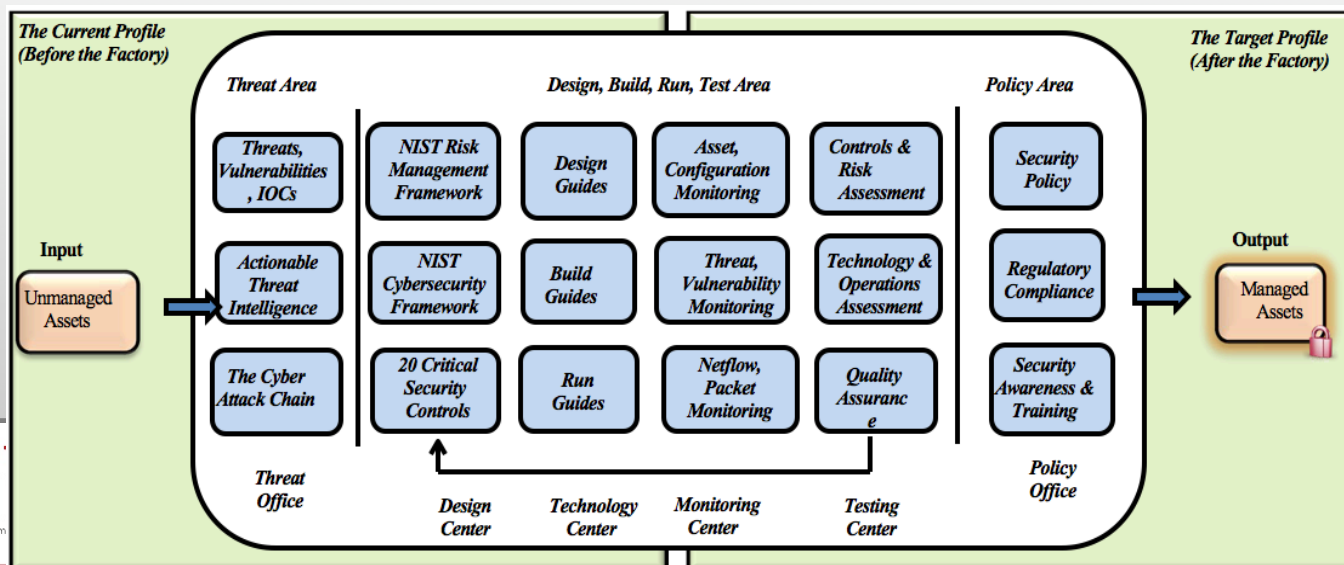 The Current Profile
(Before the Factory)
The Target Profile
(After the Factory)
Threat Area
Design, Build, Run, Test Area
Policy Area
Threats,
Vulnerabilities
, IOCs
NIST Risk
Management
Framework
Design
Guides
Asset,
Configuration
Monitoring
Controls &
Risk
Assessment
Security
Policy
Input
Unmanaged
Assets
Actionable
Threat
Intelligence
NIST
Cybersecurity
Framework
Build
Guides
Threat,
Vulnerability
Monitoring
Technology &
Operations
Assessment
Regulatory
Compliance
Output
Managed
Assets
The Cyber
Attack Chain
20 Critical
Security
Controls
Run
Guides
Netflow,
Packet
Monitoring
Quality
Assuranc
e
Security
Awareness &
Training
Threat
Office
Design
Center
Technology
Center
Monitoring
Center
Testing
Center
Policy
Office
m